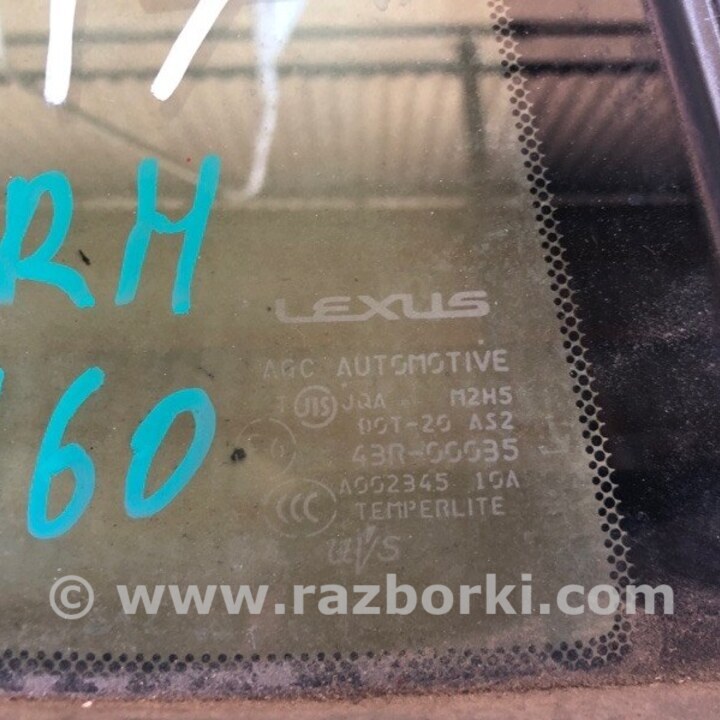 RH
60
LEXUS
AGC AUTOMOTIVE
JIS JQA M2H5
DOT-20 AS2
43R-00035
CCC A002345 10A
TEMPERLITE
© www.razborki.com